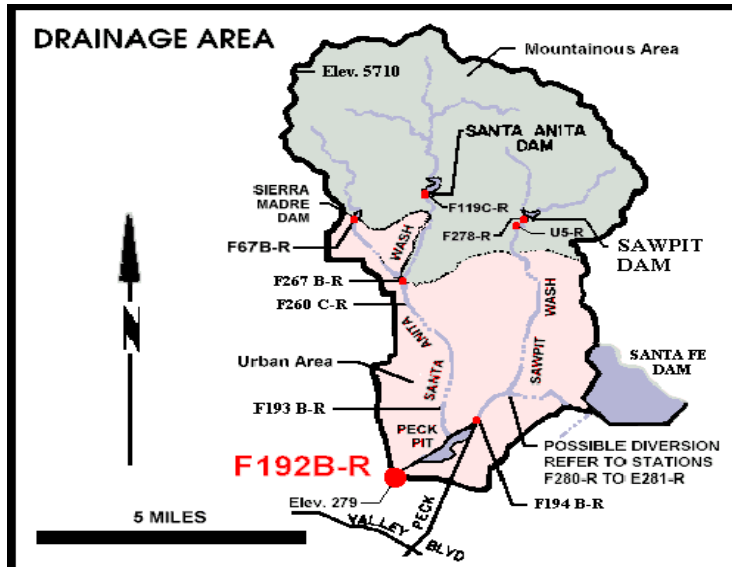 DRAINAGE AREA
Mountainous Area
Elev. 5710
SANTA ANITA
DAM
SIERRA
MADRE
DAM
F119C-R
F278-R
U5-R
SAWPIT
DAM
F67B-R
WASH
F267 B-R
F260 C-R
WASH
ANITA
SANTA FE
DAM
Urban Area
SANTA
SAWPIT
F193 B-R
PECK
PIT
POSSIBLE DIVERSION
REFER TO STATIONS
F280-R TO E281-R
F192B-R
Elev. 279
F194 B-R
PECK
VALLEY BLVD
5 MILES
N